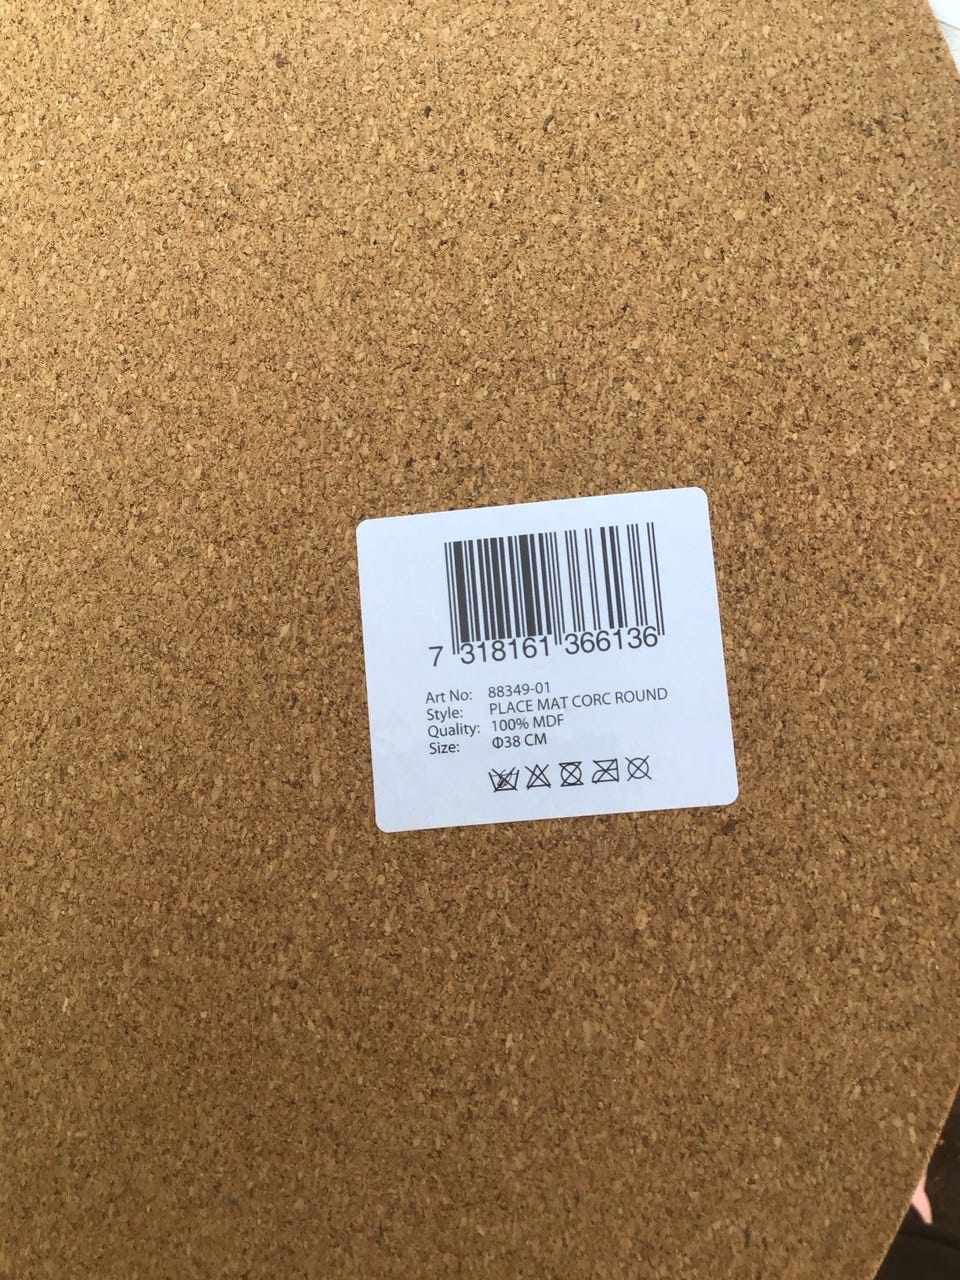 7 318161 366136
Art No: 88349-01
Style: PLACE MAT CORC ROUND
Quality: 100% MDF
Size: Φ38 CM